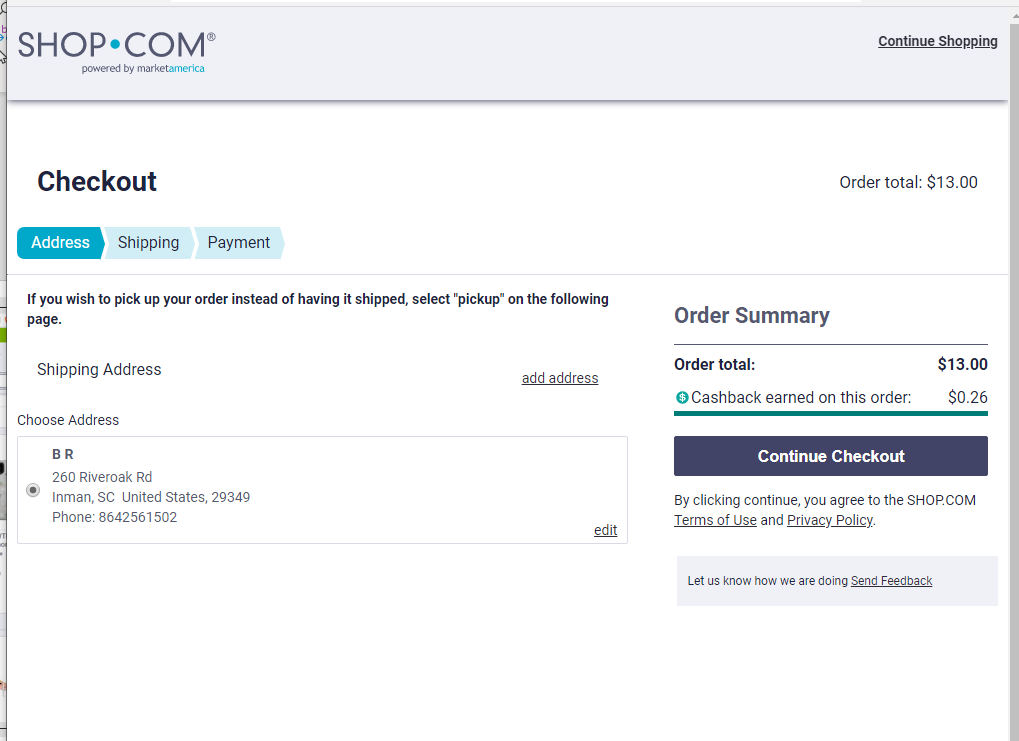 SHOP•COM®
powered by marketamerica
Continue Shopping
Checkout
Order total: $13.00
Address
Shipping
Payment
If you wish to pick up your order instead of having it shipped, select "pickup" on the following
page.
Shipping Address
add address
Choose Address
B R
260 Riveroak Rd
Inman, SC  United States, 29349
Phone: 8642561502
edit
Order Summary
Order total: $13.00
Cashback earned on this order: $0.26
Continue Checkout
By clicking continue, you agree to the SHOP.COM
Terms of Use and Privacy Policy.
Let us know how we are doing Send Feedback